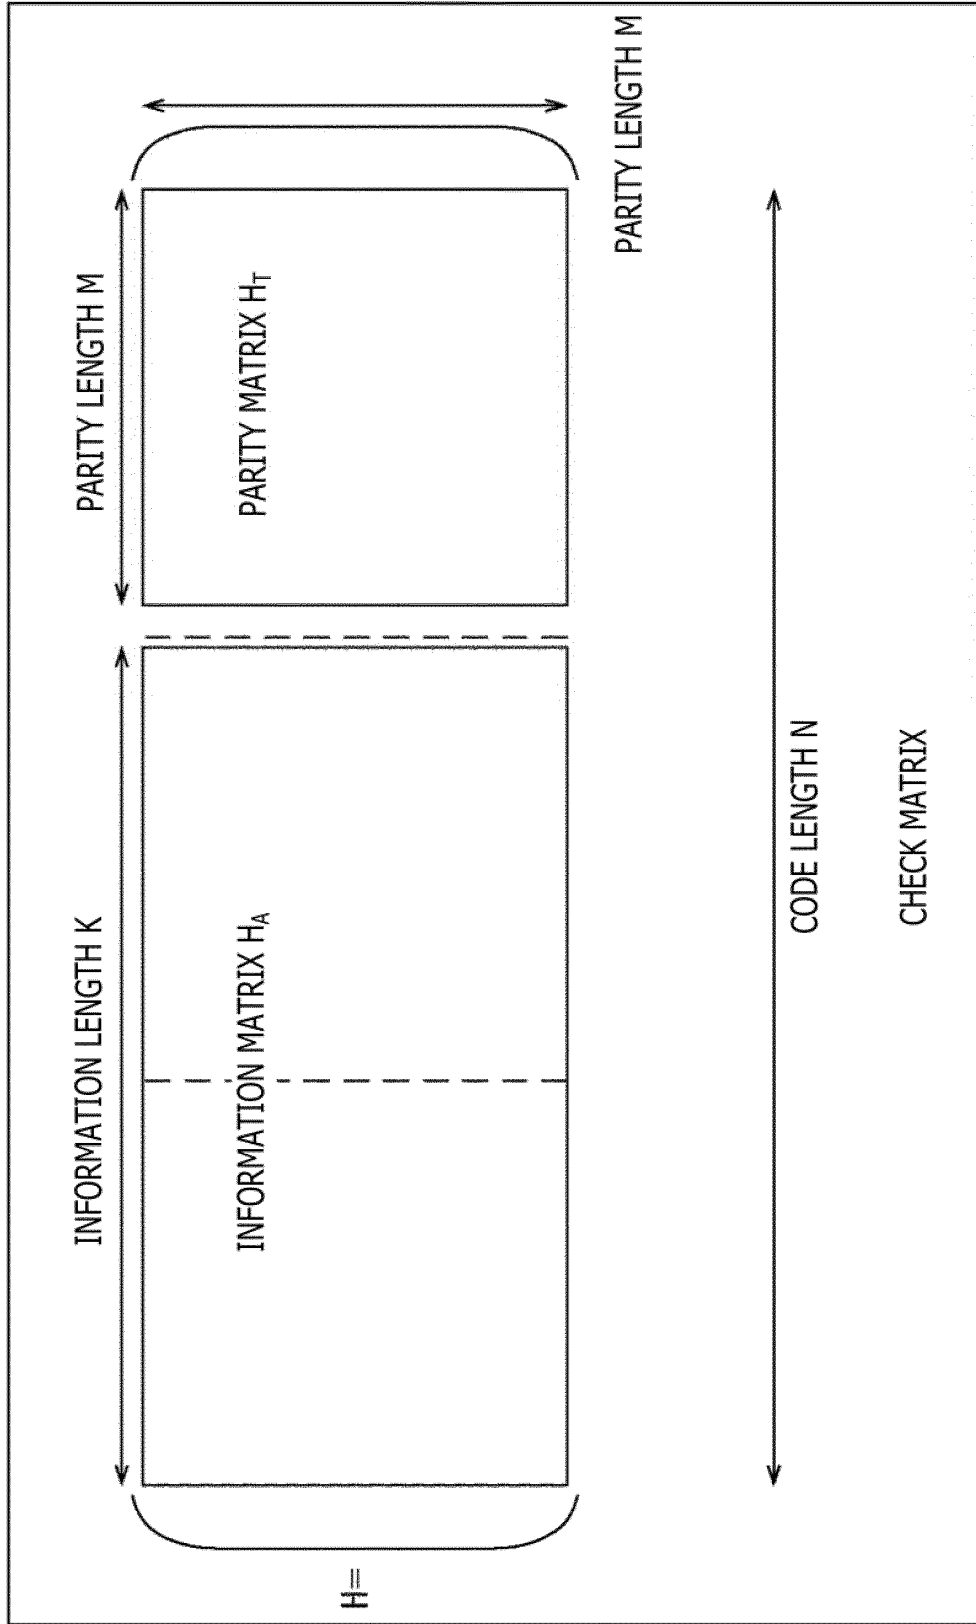 INFORMATION LENGTH K
PARITY LENGTH M
H=
INFORMATION MATRIX H_A
PARITY MATRIX H_T
PARITY LENGTH M
CODE LENGTH N
CHECK MATRIX